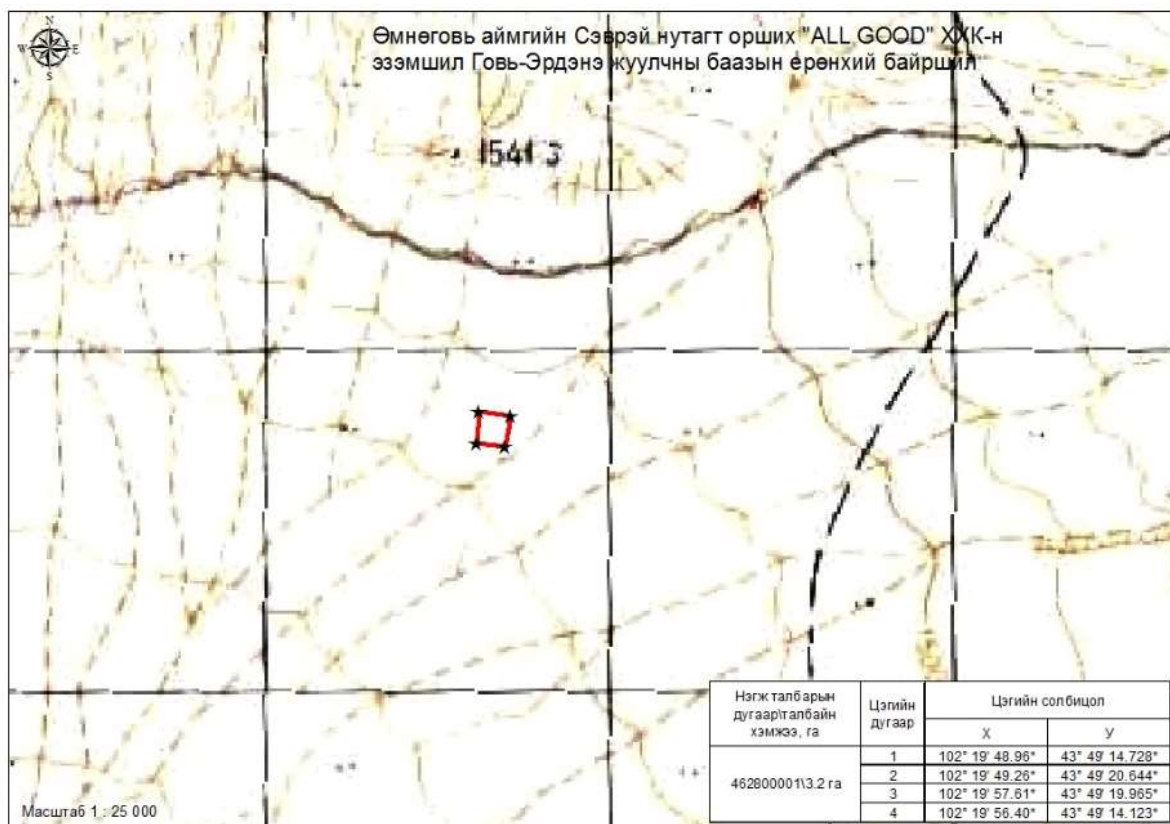 N
W E
S
Өмнөговь аймгийн Сэврэй нутагт орших "ALL GOOD" ХХК-н
эзэмшил Говь-Эрдэнэ жуулчны баазын ерөнхий байршил
1541 3
Нэгж талбарын дугаар\талбайн хэмжээ, га
Цэгийн дугаар
Цэгийн солбицол
X У
462800001\3.2 га
1 102° 19' 48.96" 43° 49' 14.728"
2 102° 19' 49.26" 43° 49' 20.644"
3 102° 19' 57.61" 43° 49' 19.965"
4 102° 19' 56.40" 43° 49' 14.123"
Масштаб 1 : 25 000